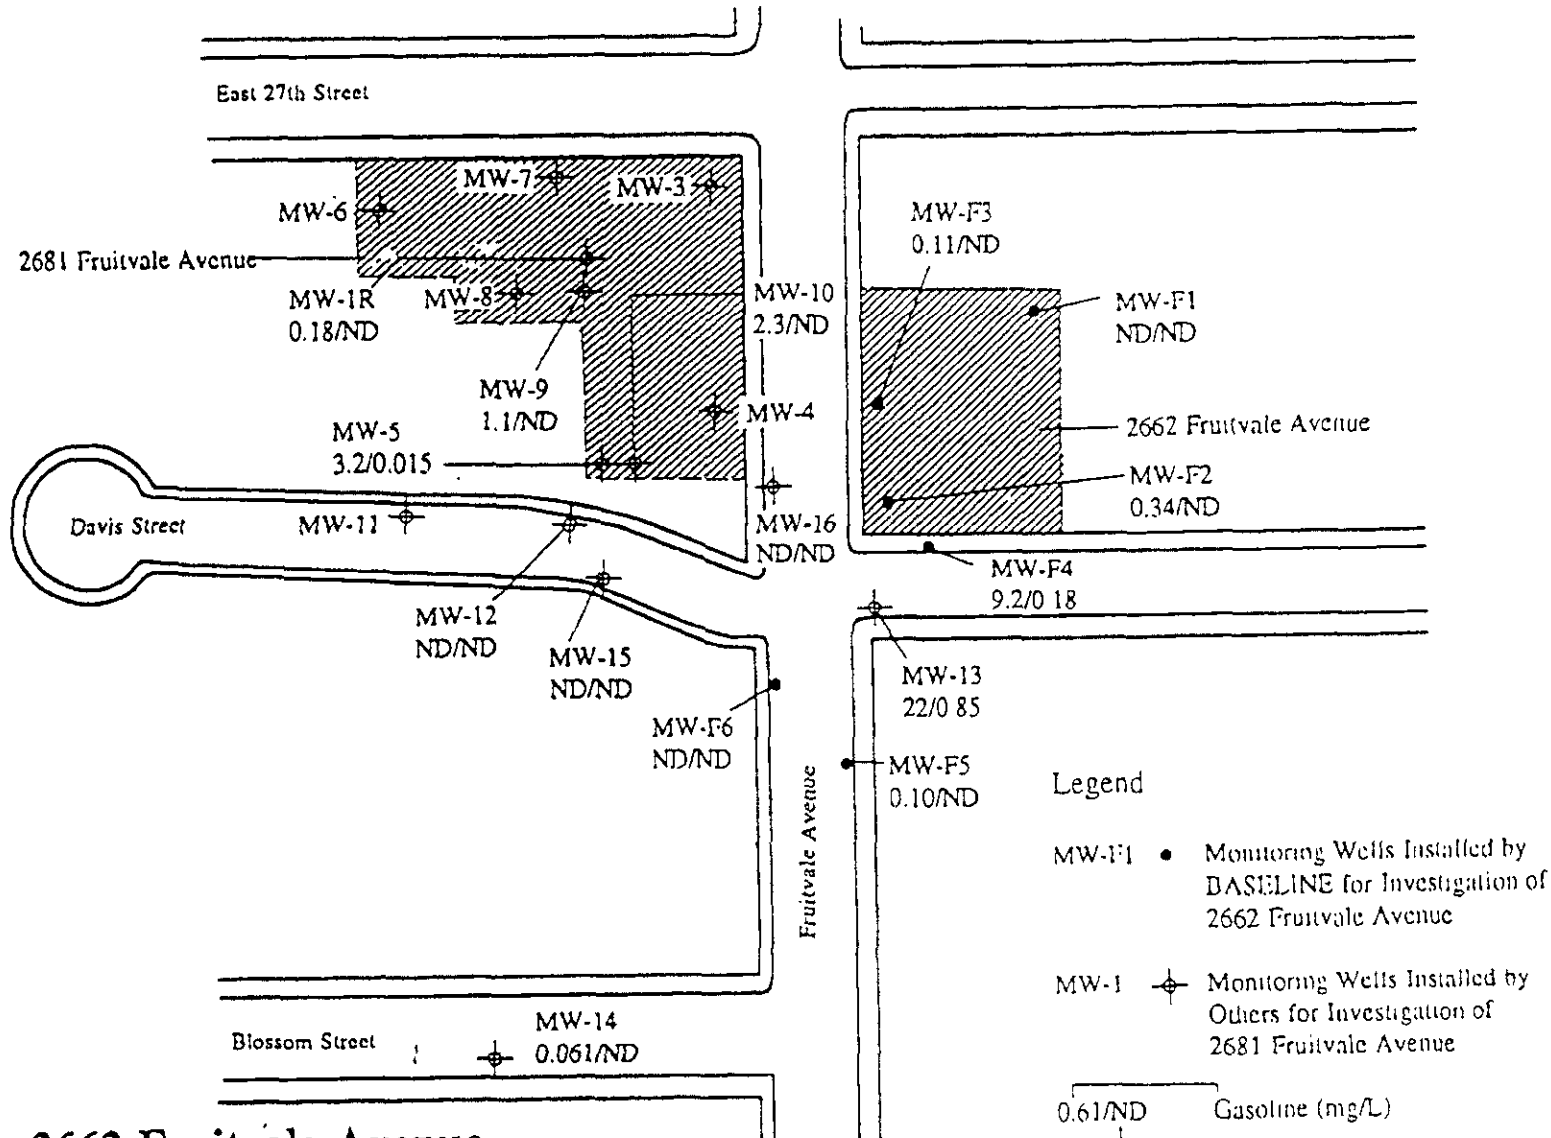 East 27th Street
MW-7
MW-3
MW-6
2681 Fruitvale Avenue
MW-1R
0.18/ND
MW-8
MW-10
2.3/ND
MW-F3
0.11/ND
MW-F1
ND/ND
MW-9
1.1/ND
MW-4
2662 Fruitvale Avenue
MW-5
3.2/0.015
MW-F2
0.34/ND
Davis Street
MW-11
MW-16
ND/ND
MW-F4
9.2/0 18
MW-12
ND/ND
MW-15
ND/ND
MW-13
22/0 85
MW-F6
ND/ND
MW-F5
0.10/ND
Fruitvale Avenue
Legend
MW-F1 Monitoring Wells Installed by
BASELINE for Investigation of
2662 Fruitvale Avenue
MW-1 Monitoring Wells Installed by
Others for Investigation of
2681 Fruitvale Avenue
0.61/ND Gasoline (mg/L)
Blossom Street
MW-14
0.061/ND
2662 Fruitvale Avenue